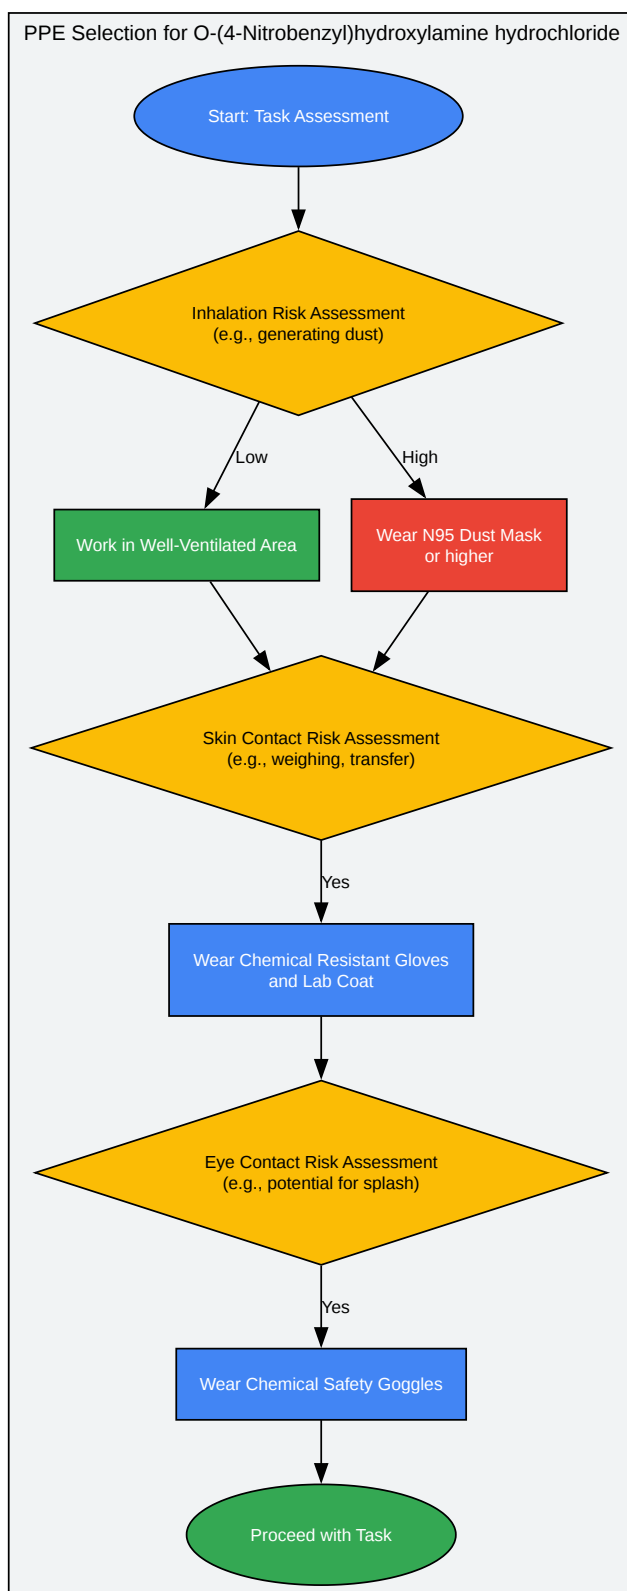 PPE Selection for O-(4-Nitrobenzyl)hydroxylamine hydrochloride
Start: Task Assessment
Inhalation Risk Assessment
(e.g., generating dust)
Low
High
Work in Well-Ventilated Area
Wear N95 Dust Mask
or higher
Skin Contact Risk Assessment
(e.g., weighing, transfer)
Yes
Wear Chemical Resistant Gloves
and Lab Coat
Eye Contact Risk Assessment
(e.g., potential for splash)
Yes
Wear Chemical Safety Goggles
Proceed with Task